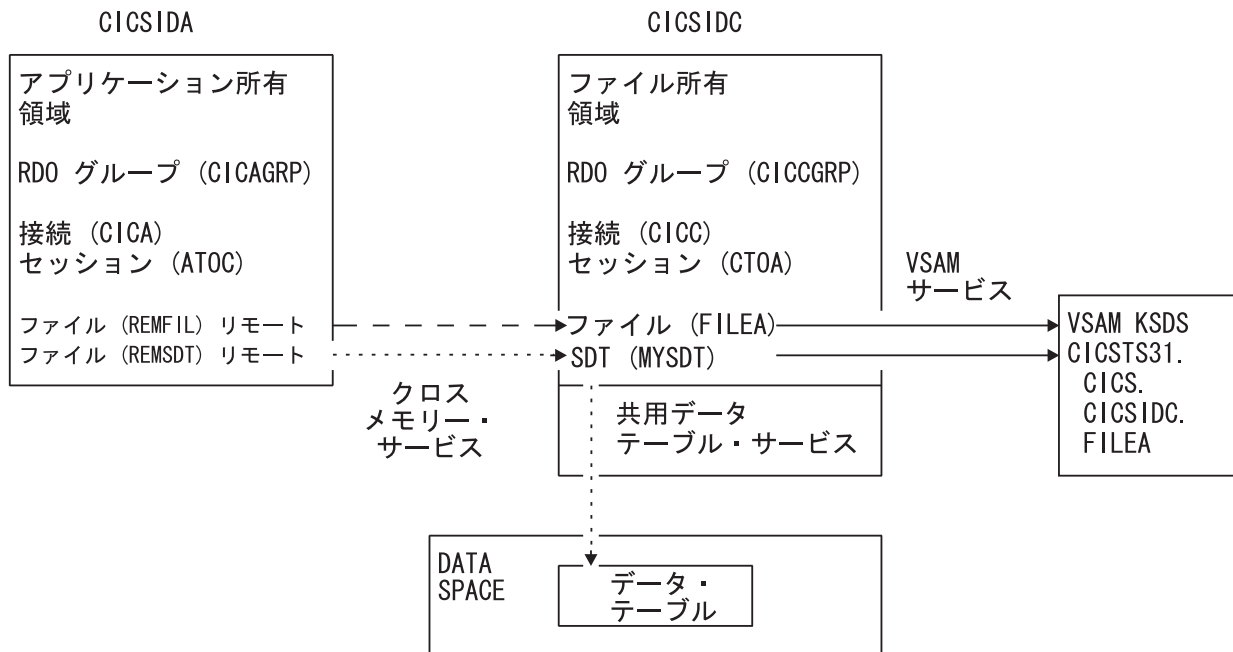 CICSIDA
アプリケーション所有
領域
RDO グループ (CICAGRP)
接続 (CICA)
セッション (ATOC)
ファイル (REMFIL) リモート
ファイル (REMSDT) リモート
クロス
メモリー・
サービス
CICSIDC
ファイル所有
領域
RDO グループ (CICCGRP)
接続 (CICC)
セッション (CTOA)
ファイル (FILEA)
SDT (MYSDT)
共用データ
テーブル・サービス
VSAM
サービス
VSAM KSDS
CICSTS31.
CICS.
CICSIDC.
FILEA
DATA
SPACE
データ・
テーブル